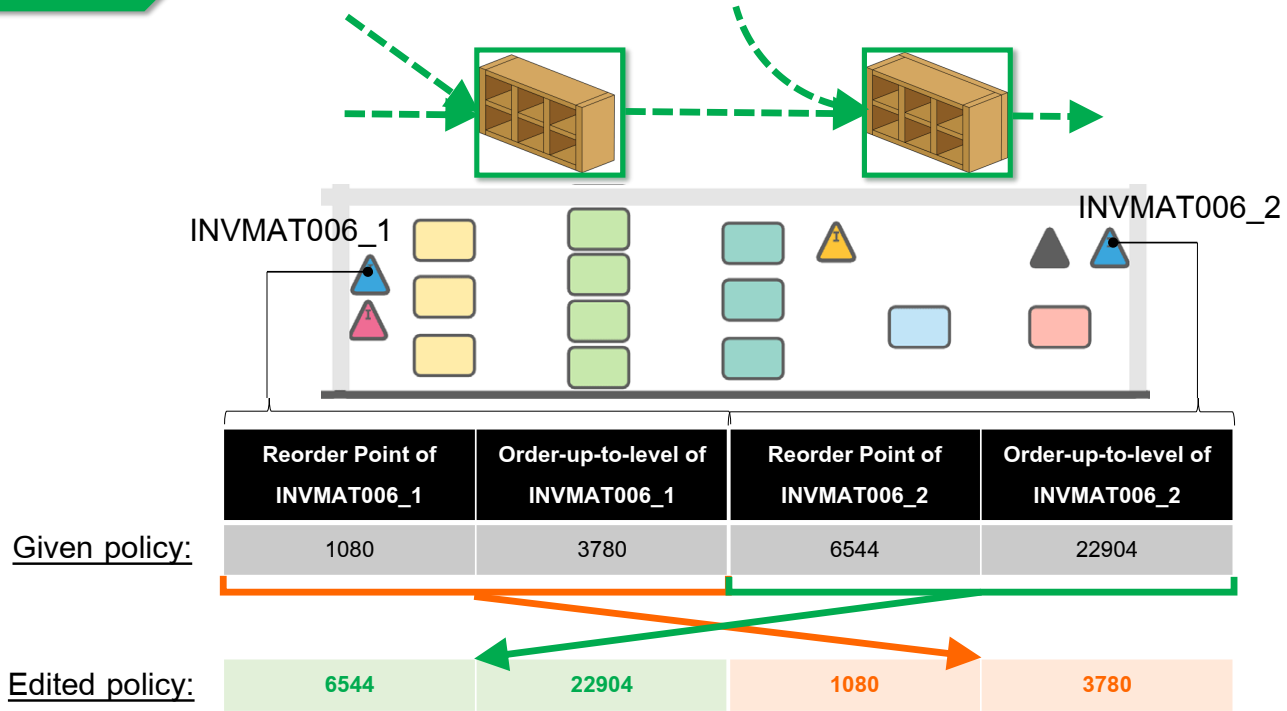 INVMAT006_1
INVMAT006_2
I
I
Reorder Point of
INVMAT006_1
Order-up-to-level of
INVMAT006_1
Reorder Point of
INVMAT006_2
Order-up-to-level of
INVMAT006_2
Given policy:
1080
3780
6544
22904
Edited policy:
6544
22904
1080
3780